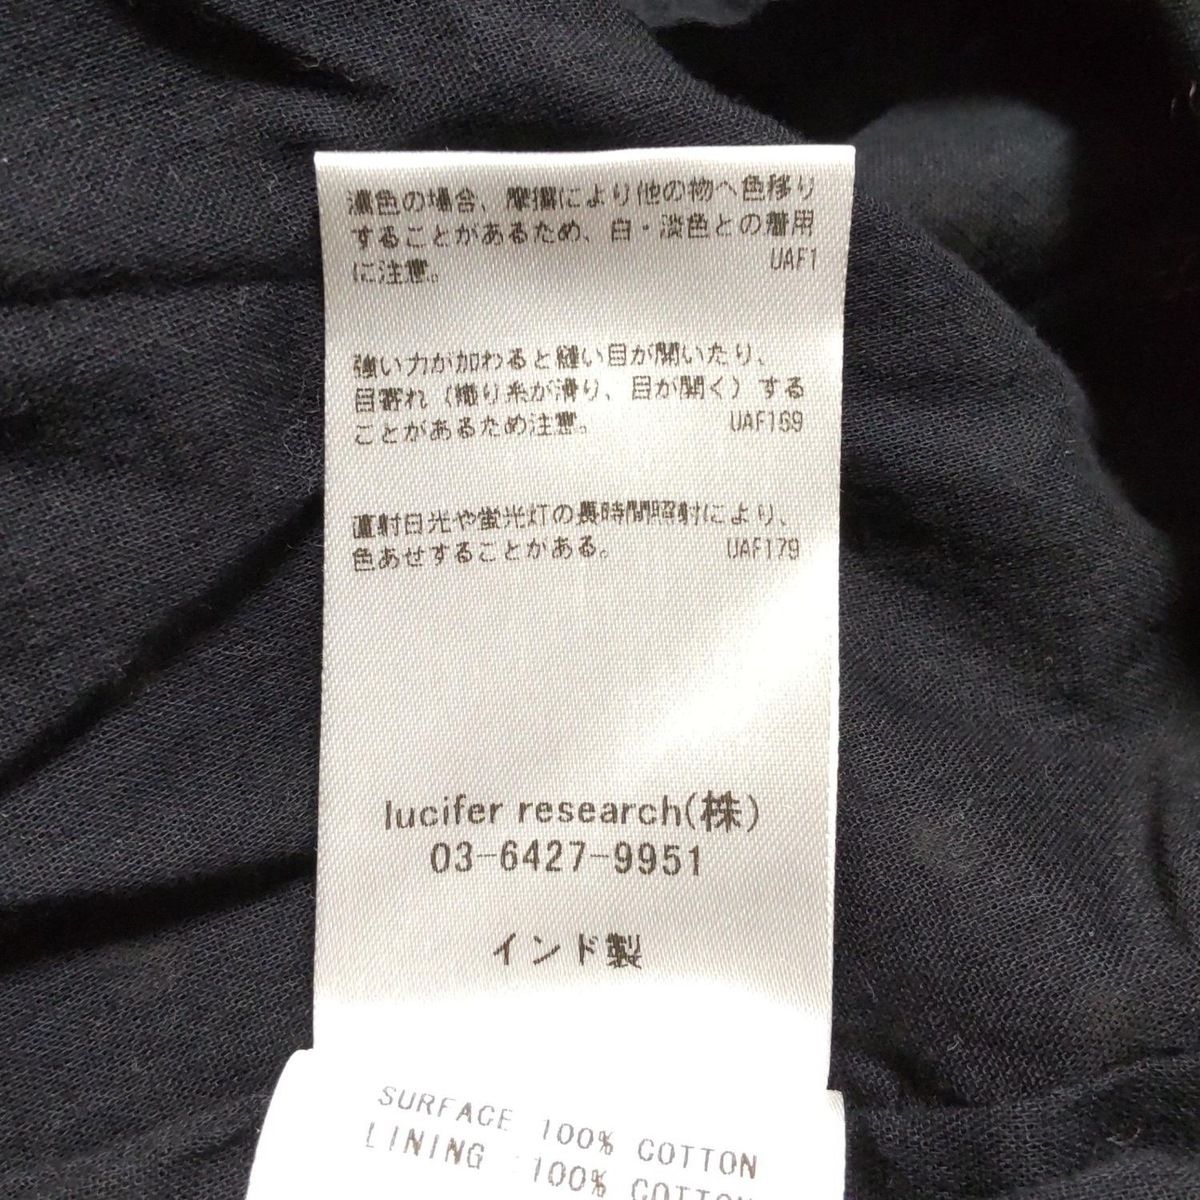 濃色の場合、摩擦により他の物へ色移り
することがあるため、白・淡色との着用
に注意。 UAF1
強い力が加わると縫い目が開いたり、
目寄れ（織り糸が滑り、目が開く）する
ことがあるため注意。 UAF169
直射日光や蛍光灯の長時間照射により、
色あせすることがある。 UAF179
lucifer research(株)
03-6427-9951
インド製
SURFACE 100% COTTON
LINING :100% COTTON